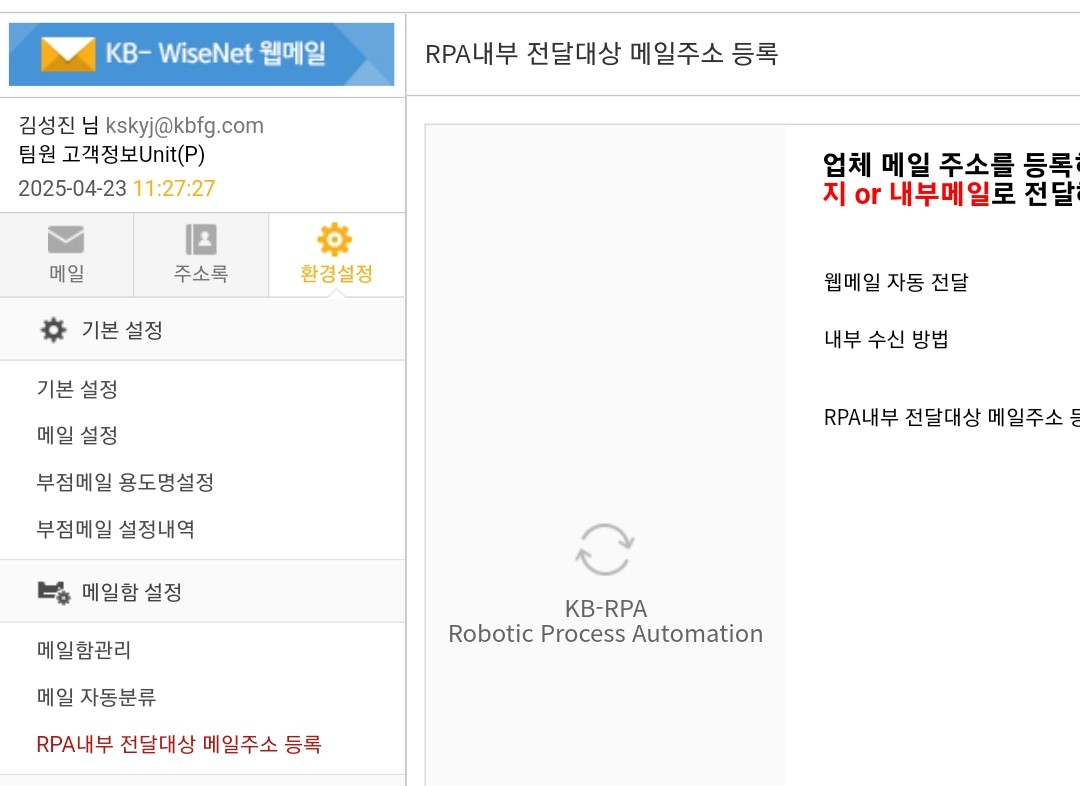 KB- WiseNet 웹메일
RPA내부 전달대상 메일주소 등록
김성진 님 kskyj@kbfg.com
팀원 고객정보Unit(P)
2025-04-23 11:27:27
메일
주소록
환경설정
기본 설정
기본 설정
메일 설정
부점메일 용도명설정
부점메일 설정내역
메일함 설정
메일함관리
메일 자동분류
RPA내부 전달대상 메일주소 등록
KB-RPA
Robotic Process Automation
업체 메일 주소를
지 or 내부메일로
웹메일 자동 전달
내부 수신 방법
RPA내부 전달대상 메일주소